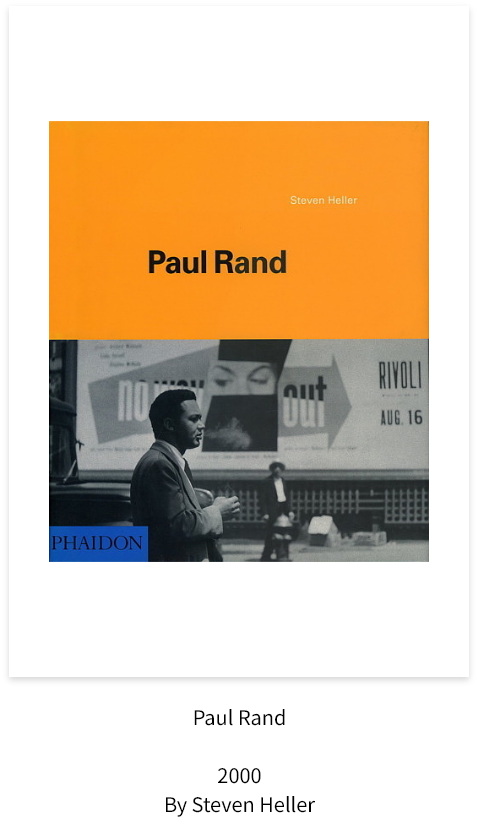 Steven Heller
Paul Rand
no way out
RIVOLI
AUG. 16
PHAIDON
Paul Rand
2000
By Steven Heller